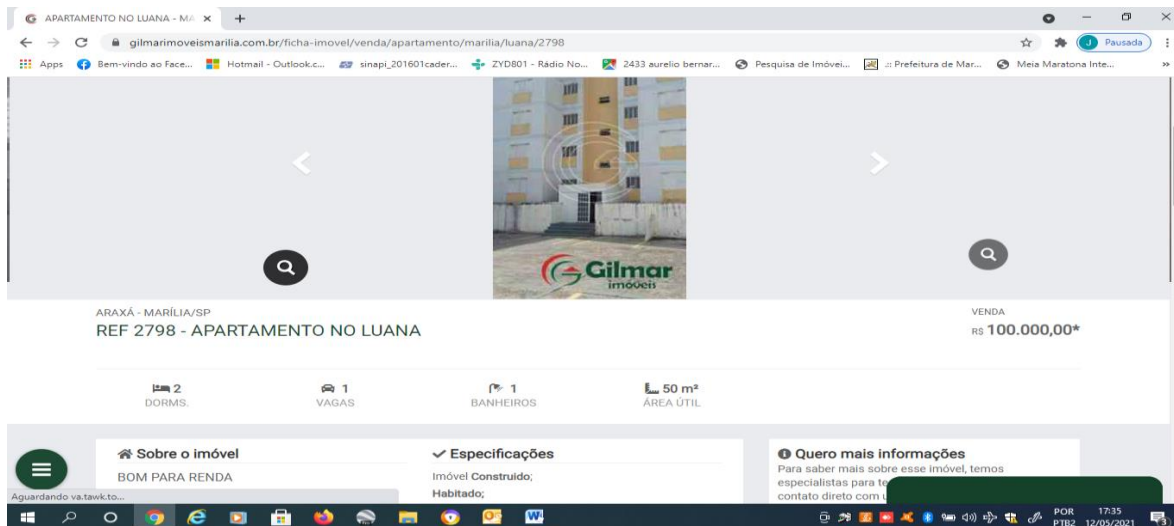 APARTAMENTO NO LUANA - MA
gilmarimoveismarilia.com.br/ficha-imovel/venda/apartamento/marilia/luana/2798
J Pausada
Apps Bem-vindo ao Face... Hotmail - Outlook.c... sinapi_201601cader... ZYD801 - Rádio No... 2433 aurelio bernar... Pesquisa de Imóvei... .:: Prefeitura de Mar... Meia Maratona Inte... »
Gilmar
imóveis
ARAXÁ - MARÍLIA/SP
VENDA
REF 2798 - APARTAMENTO NO LUANA
R$ 100.000,00*
2 1 1 50 m²
DORMS. VAGAS BANHEIROS ÁREA ÚTIL
Sobre o imóvel
BOM PARA RENDA
Especificações
Imóvel Construido;
Habitado;
Quero mais informações
Para saber mais sobre esse imóvel, temos
especialistas para te
contato direto com u
Aguardando va.tawk.to...
POR 17:35
PTB2 12/05/2021